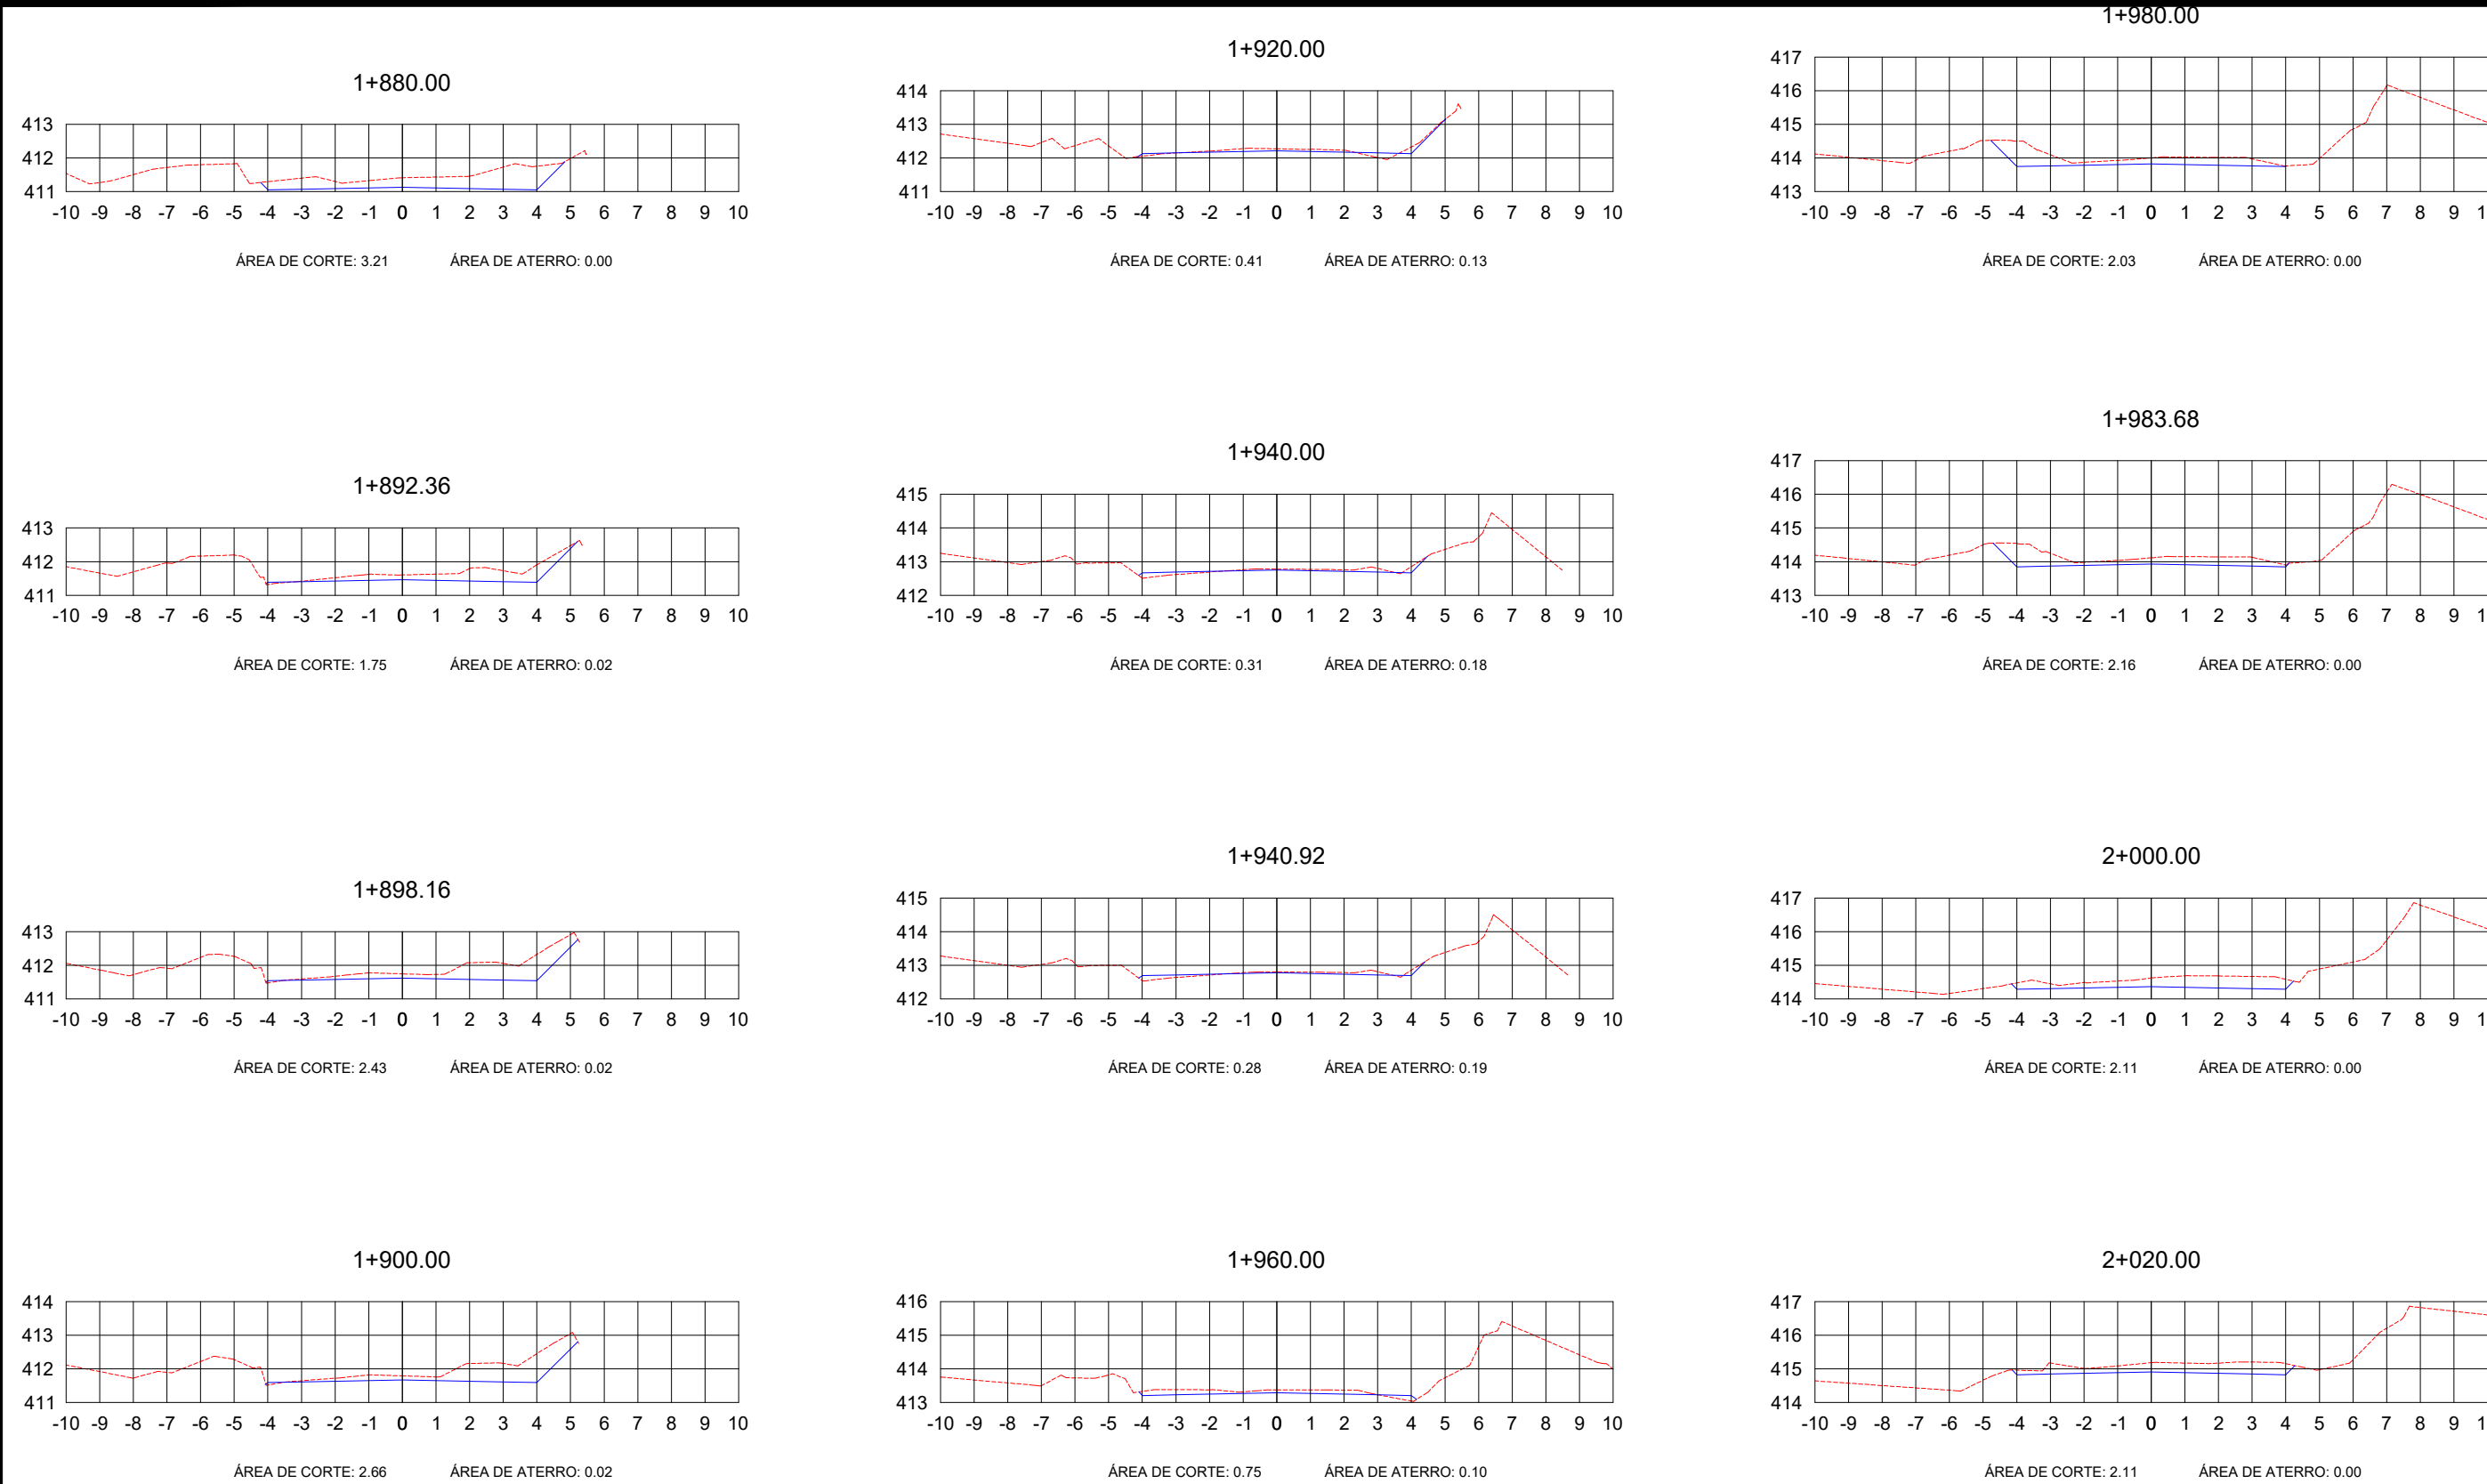 1+880.00
413
412
411
-10 -9 -8 -7 -6 -5 -4 -3 -2 -1 0 1 2 3 4 5 6 7 8 9 10
ÁREA DE CORTE: 3.21 ÁREA DE ATERRO: 0.00
1+892.36
413
412
411
-10 -9 -8 -7 -6 -5 -4 -3 -2 -1 0 1 2 3 4 5 6 7 8 9 10
ÁREA DE CORTE: 1.75 ÁREA DE ATERRO: 0.02
1+898.16
413
412
411
-10 -9 -8 -7 -6 -5 -4 -3 -2 -1 0 1 2 3 4 5 6 7 8 9 10
ÁREA DE CORTE: 2.43 ÁREA DE ATERRO: 0.02
1+900.00
414
413
412
411
-10 -9 -8 -7 -6 -5 -4 -3 -2 -1 0 1 2 3 4 5 6 7 8 9 10
ÁREA DE CORTE: 2.66 ÁREA DE ATERRO: 0.02
1+920.00
414
413
412
411
-10 -9 -8 -7 -6 -5 -4 -3 -2 -1 0 1 2 3 4 5 6 7 8 9 10
ÁREA DE CORTE: 0.41 ÁREA DE ATERRO: 0.13
1+940.00
415
414
413
412
-10 -9 -8 -7 -6 -5 -4 -3 -2 -1 0 1 2 3 4 5 6 7 8 9 10
ÁREA DE CORTE: 0.31 ÁREA DE ATERRO: 0.18
1+940.92
415
414
413
412
-10 -9 -8 -7 -6 -5 -4 -3 -2 -1 0 1 2 3 4 5 6 7 8 9 10
ÁREA DE CORTE: 0.28 ÁREA DE ATERRO: 0.19
1+960.00
416
415
414
413
-10 -9 -8 -7 -6 -5 -4 -3 -2 -1 0 1 2 3 4 5 6 7 8 9 10
ÁREA DE CORTE: 0.75 ÁREA DE ATERRO: 0.10
1+980.00
417
416
415
414
413
-10 -9 -8 -7 -6 -5 -4 -3 -2 -1 0 1 2 3 4 5 6 7 8 9
ÁREA DE CORTE: 2.03 ÁREA DE ATERRO: 0.00
1+983.68
417
416
415
414
413
-10 -9 -8 -7 -6 -5 -4 -3 -2 -1 0 1 2 3 4 5 6 7 8 9
ÁREA DE CORTE: 2.16 ÁREA DE ATERRO: 0.00
2+000.00
417
416
415
414
-10 -9 -8 -7 -6 -5 -4 -3 -2 -1 0 1 2 3 4 5 6 7 8 9
ÁREA DE CORTE: 2.11 ÁREA DE ATERRO: 0.00
2+020.00
417
416
415
414
-10 -9 -8 -7 -6 -5 -4 -3 -2 -1 0 1 2 3 4 5 6 7 8 9
ÁREA DE CORTE: 2.11 ÁREA DE ATERRO: 0.00